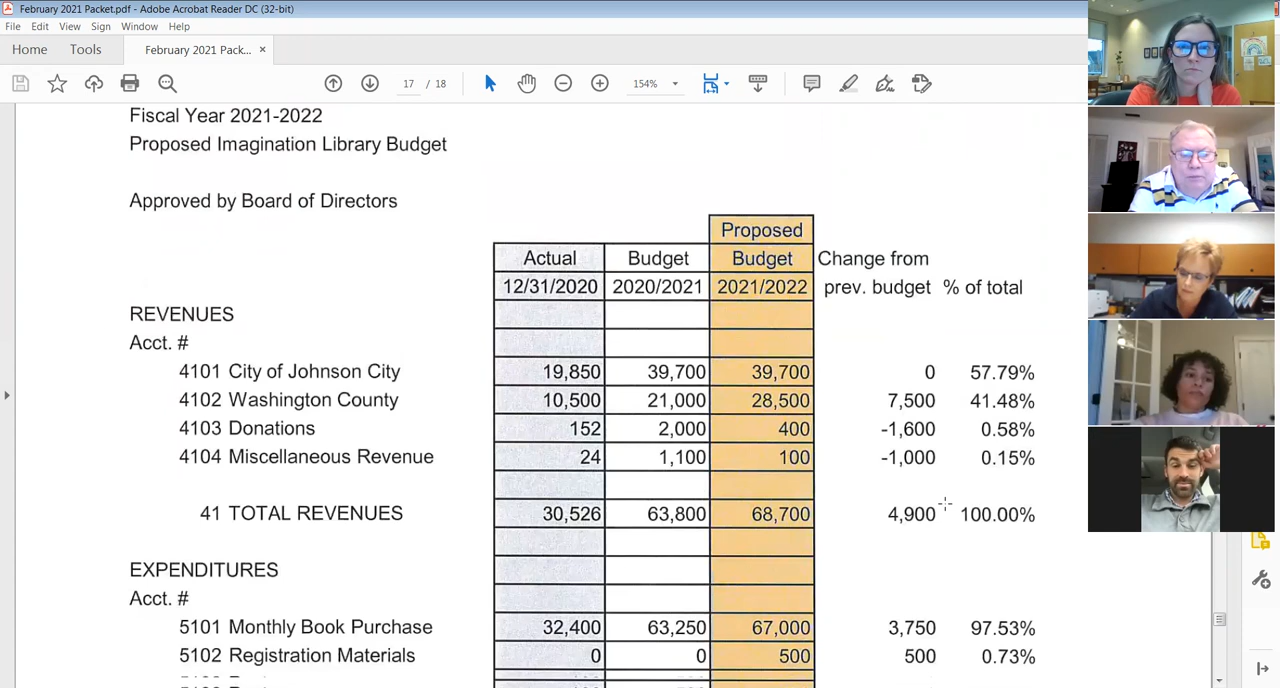 February 2021 Packet.pdf - Adobe Acrobat Reader DC (32-bit)
File Edit View Sign Window Help
Home Tools February 2021 Pack... ×
17 / 18 154%
Fiscal Year 2021-2022
Proposed Imagination Library Budget
Approved by Board of Directors
Proposed
Actual Budget Budget Change from
12/31/2020 2020/2021 2021/2022 prev. budget % of total
REVENUES
Acct. #
4101 City of Johnson City 19,850 39,700 39,700 0 57.79%
4102 Washington County 10,500 21,000 28,500 7,500 41.48%
4103 Donations 152 2,000 400 -1,600 0.58%
4104 Miscellaneous Revenue 24 1,100 100 -1,000 0.15%
41 TOTAL REVENUES 30,526 63,800 68,700 4,900 100.00%
EXPENDITURES
Acct. #
5101 Monthly Book Purchase 32,400 63,250 67,000 3,750 97.53%
5102 Registration Materials 0 0 500 500 0.73%